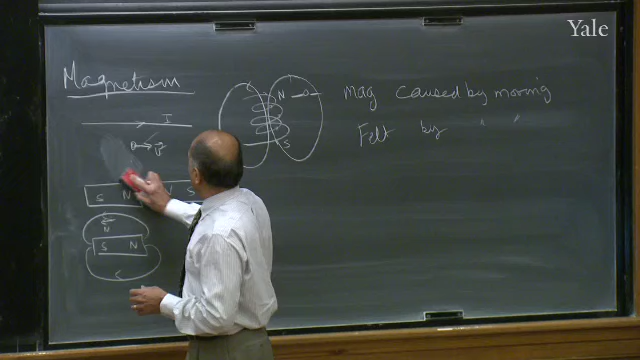 Yale
Magnetism
I
v
S N S
N
S N
N S
S
Mag caused by moving
Felt by " "